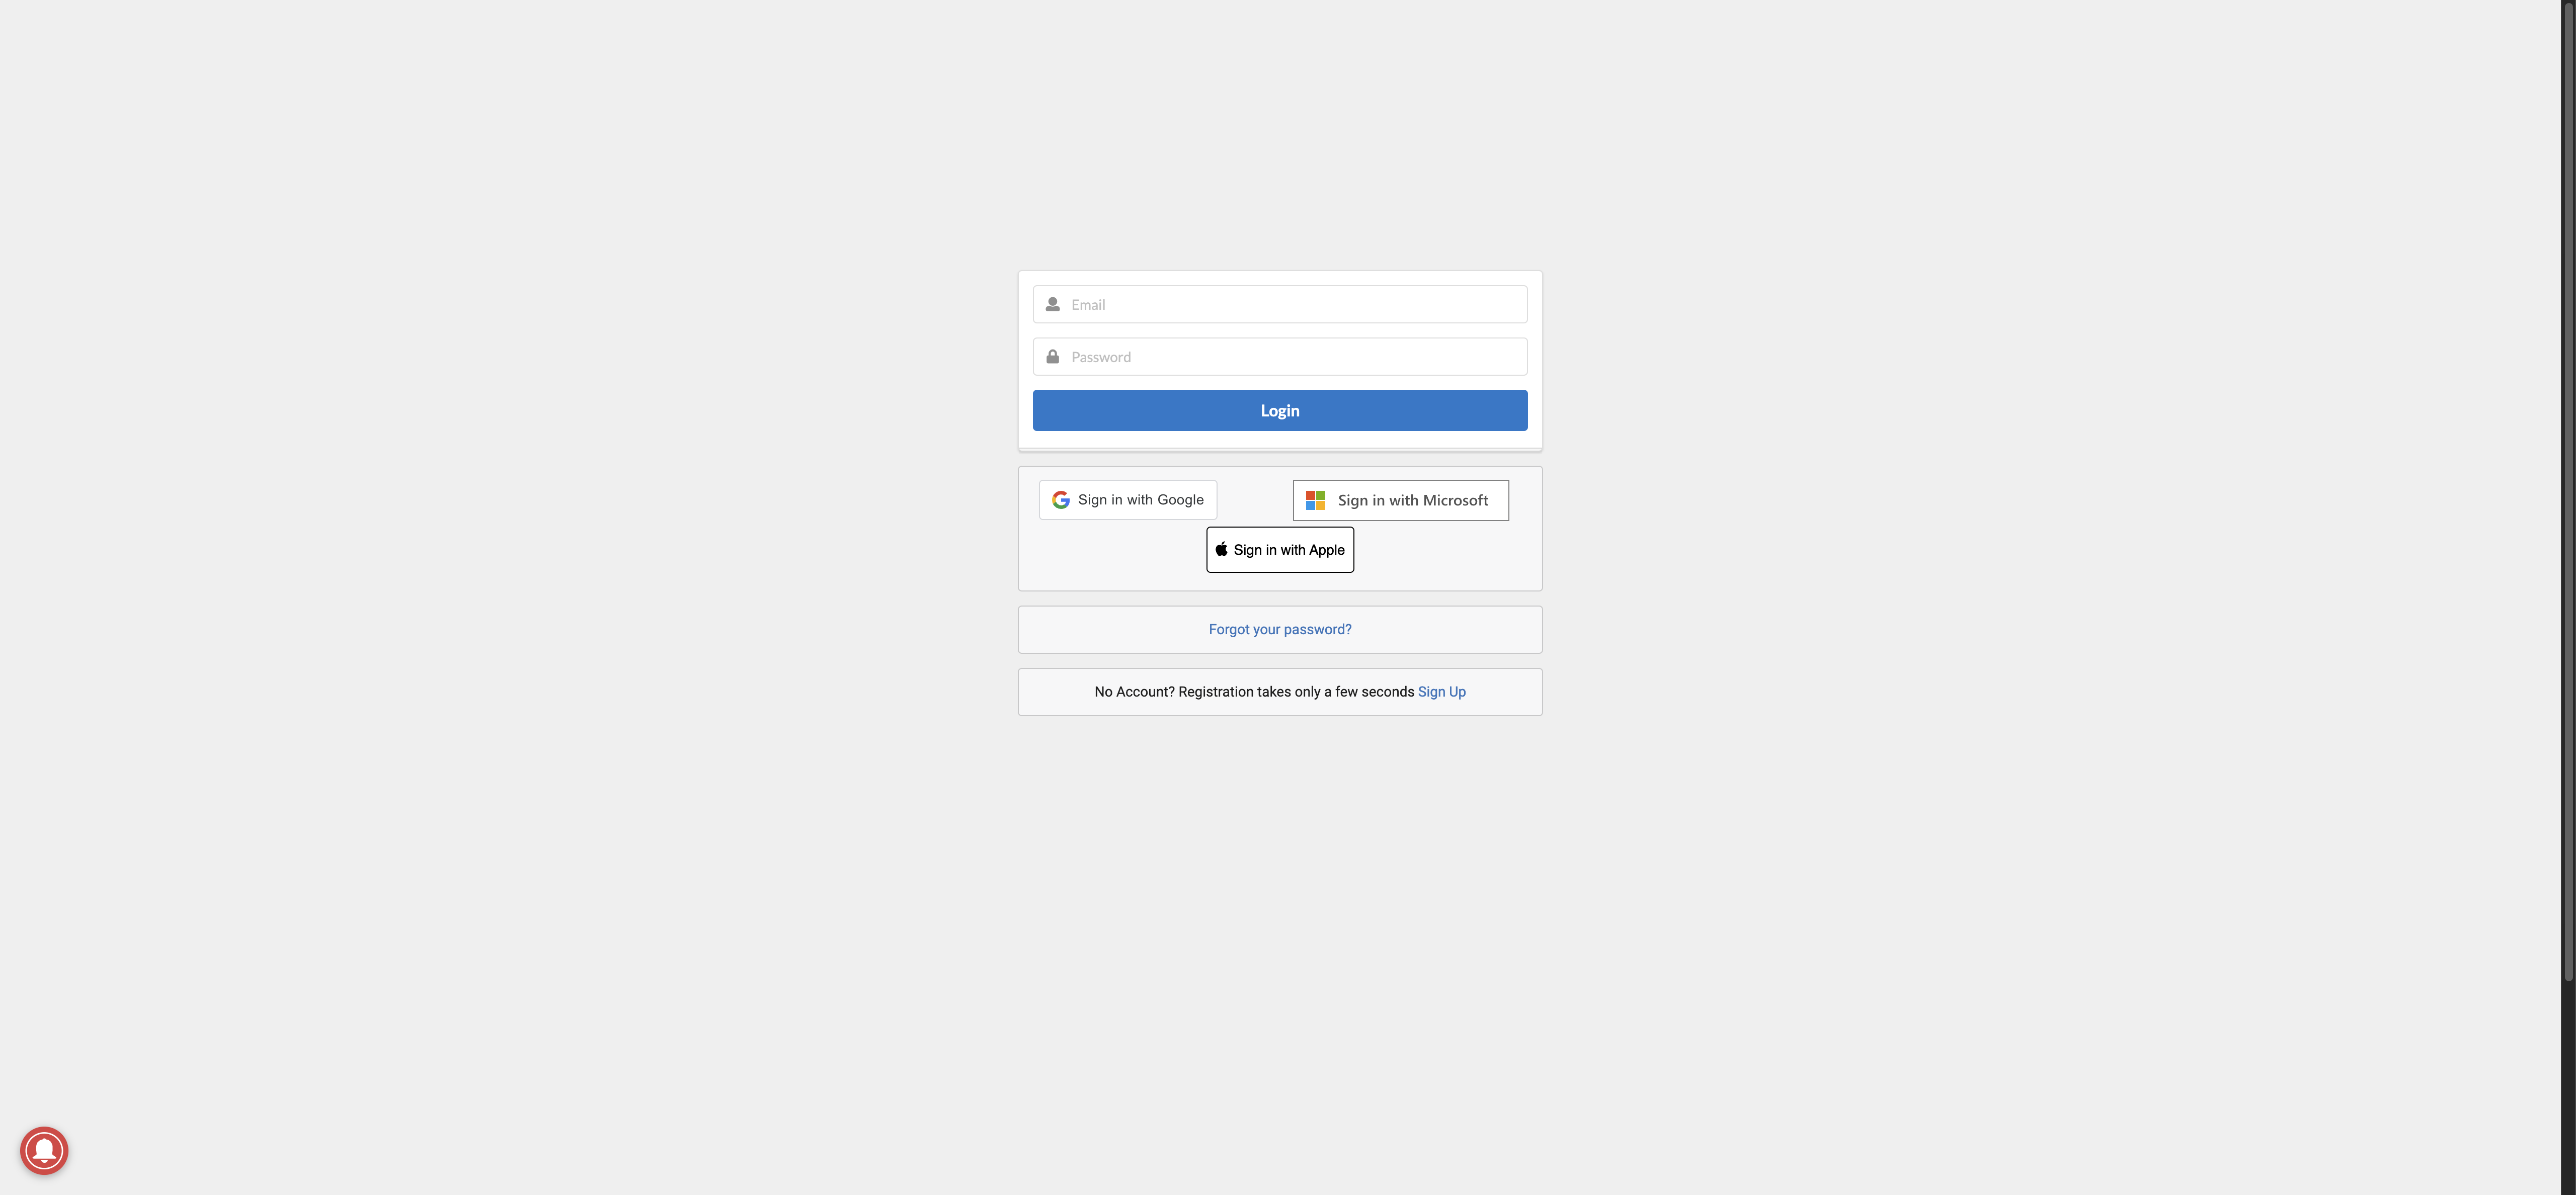 Email
Password
Login
Sign in with Google
Sign in with Microsoft
Sign in with Apple
Forgot your password?
No Account? Registration takes only a few seconds Sign Up